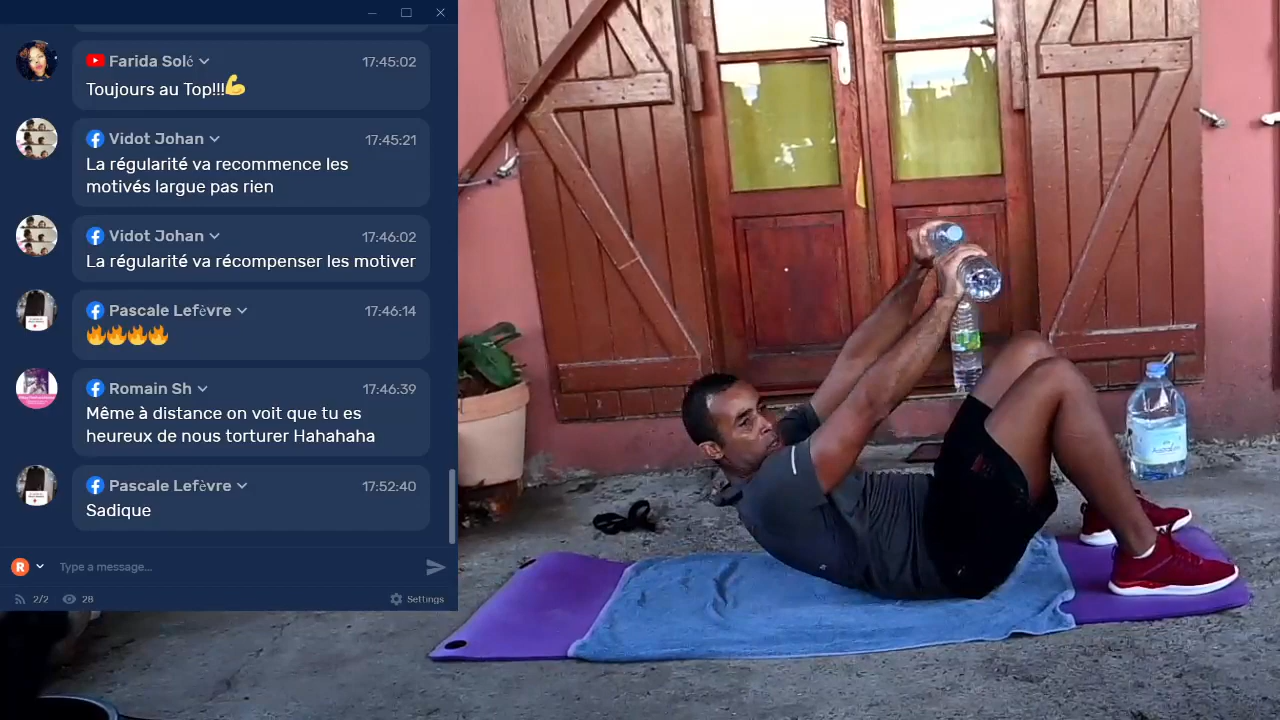 Farida Solé 17:45:02
Toujours au Top!!!💪
Vidot Johan 17:45:21
La régularité va recommence les
motivés largue pas rien
Vidot Johan 17:46:02
La régularité va récompenser les motiver
Pascale Lefèvre 17:46:14
🔥🔥🔥🔥
Romain Sh 17:46:39
Même à distance on voit que tu es
heureux de nous torturer Hahahaha
Pascale Lefèvre 17:52:40
Sadique
R Type a message...
2/2 28 Settings